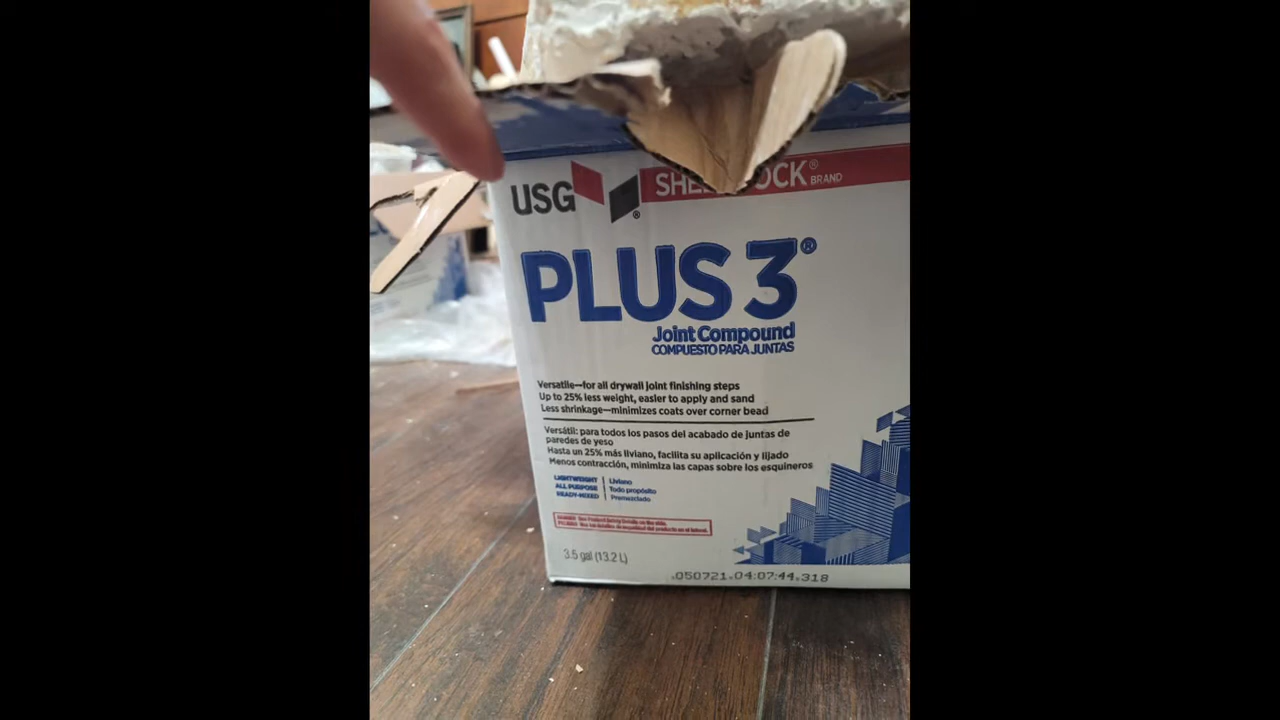 USG
SHE OCK® BRAND
PLUS 3®
Joint Compound
COMPUESTO PARA JUNTAS
Versatile—for all drywall joint finishing steps
Up to 25% less weight, easier to apply and sand
Less shrinkage—minimizes coats over corner bead
Versátil: para todos los pasos del acabado de juntas de
paredes de yeso
Hasta un 25% más liviano, facilita su aplicación y lijado
Menos contracción, minimiza las capas sobre los esquineros
LIGHTWEIGHT Liviano
ALL PURPOSE Todo propósito
READY-MIXED Premezclado
3.5 gal (13.2 L)
050721 04:07:44 318